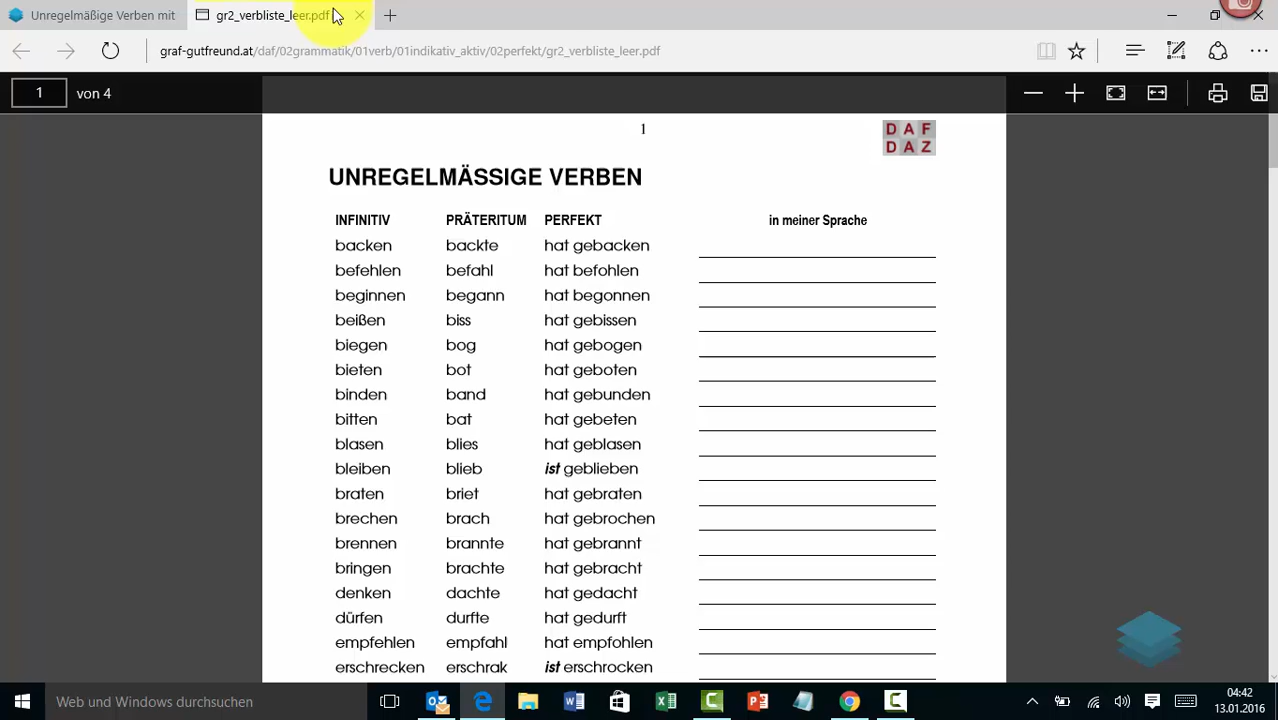 Unregelmäßige Verben mit
gr2_verbliste_leer.pdf
graf-gutfreund.at/daf/02grammatik/01verb/01indikativ_aktiv/02perfekt/gr2_verbliste_leer.pdf
1 von 4
1
DAF
DAZ
UNREGELMÄSSIGE VERBEN
INFINITIV PRÄTERITUM PERFEKT in meiner Sprache
backen backte hat gebacken
befehlen befahl hat befohlen
beginnen begann hat begonnen
beißen biss hat gebissen
biegen bog hat gebogen
bieten bot hat geboten
binden band hat gebunden
bitten bat hat gebeten
blasen blies hat geblasen
bleiben blieb ist geblieben
braten briet hat gebraten
brechen brach hat gebrochen
brennen brannte hat gebrannt
bringen brachte hat gebracht
denken dachte hat gedacht
dürfen durfte hat gedurft
empfehlen empfahl hat empfohlen
erschrecken erschrak ist erschrocken
Web und Windows durchsuchen
04:42
13.01.2016